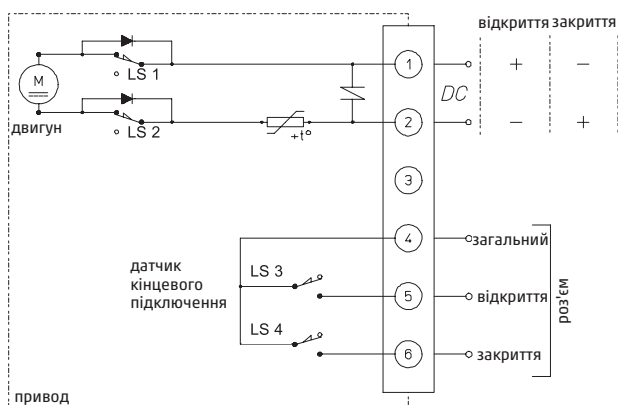 відкриття закриття
1
+ −
M
LS 1
DC
двигун
LS 2
+t°
2
− +
3
4
загальний
датчик
кінцевого
підключення
LS 3
5
відкриття
роз'єм
LS 4
6
закриття
привод